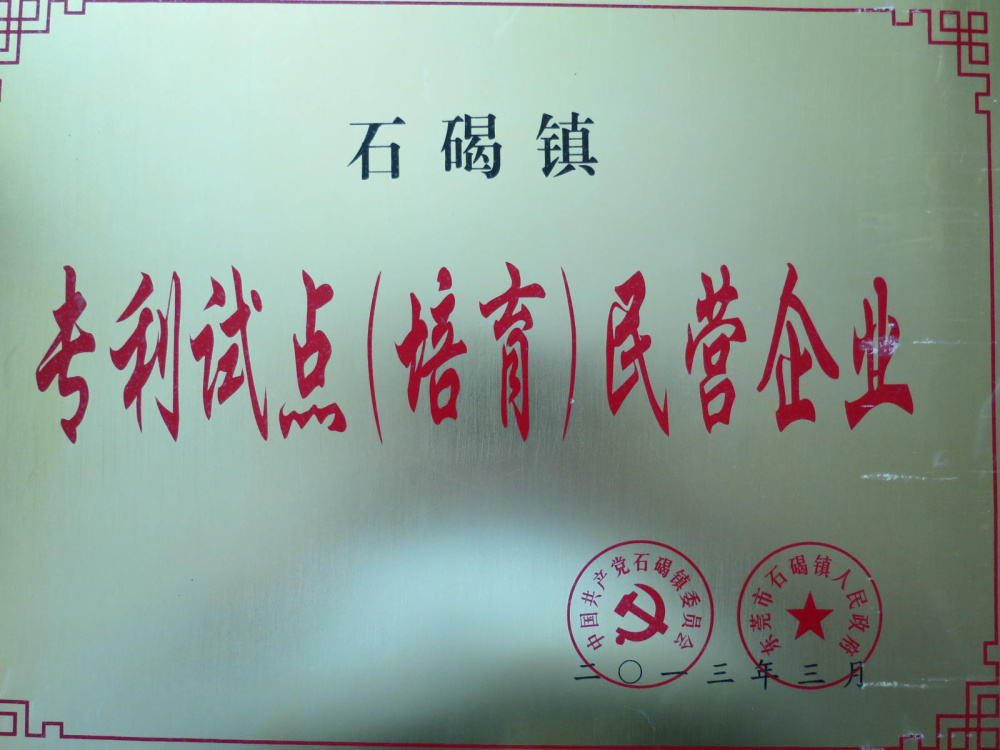 石碣镇
专利试点(培育)民营企业
中国共产党石碣镇委员会
东莞市石碣镇人民政府
二〇一三年三月